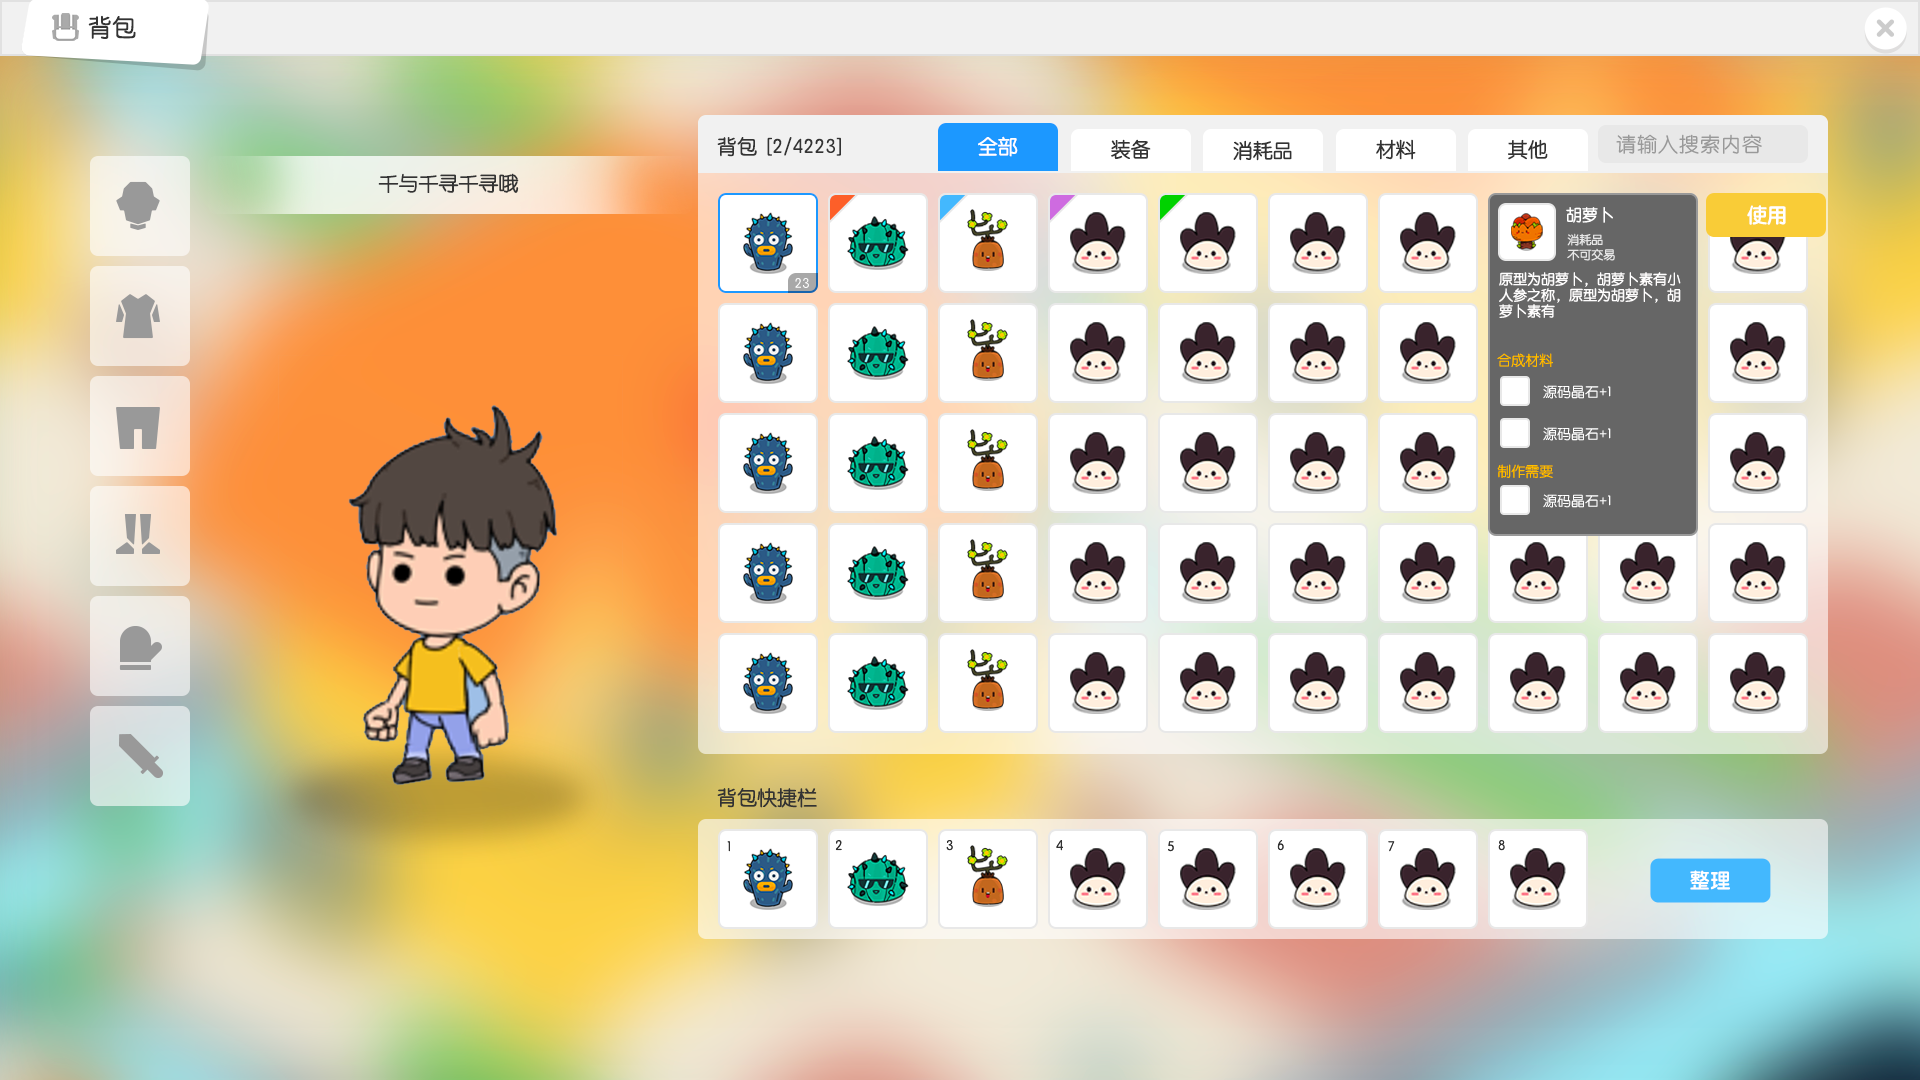 背包
千与千寻千寻哦
背包 [2/4223]
全部
装备
消耗品
材料
其他
请输入搜索内容
23
胡萝卜
消耗品
不可交易
原型为胡萝卜，胡萝卜素有小
人参之称，原型为胡萝卜，胡
萝卜素有
合成材料
源码晶石+1
源码晶石+1
制作需要
源码晶石+1
使用
背包快捷栏
1
2
3
4
5
6
7
8
整理